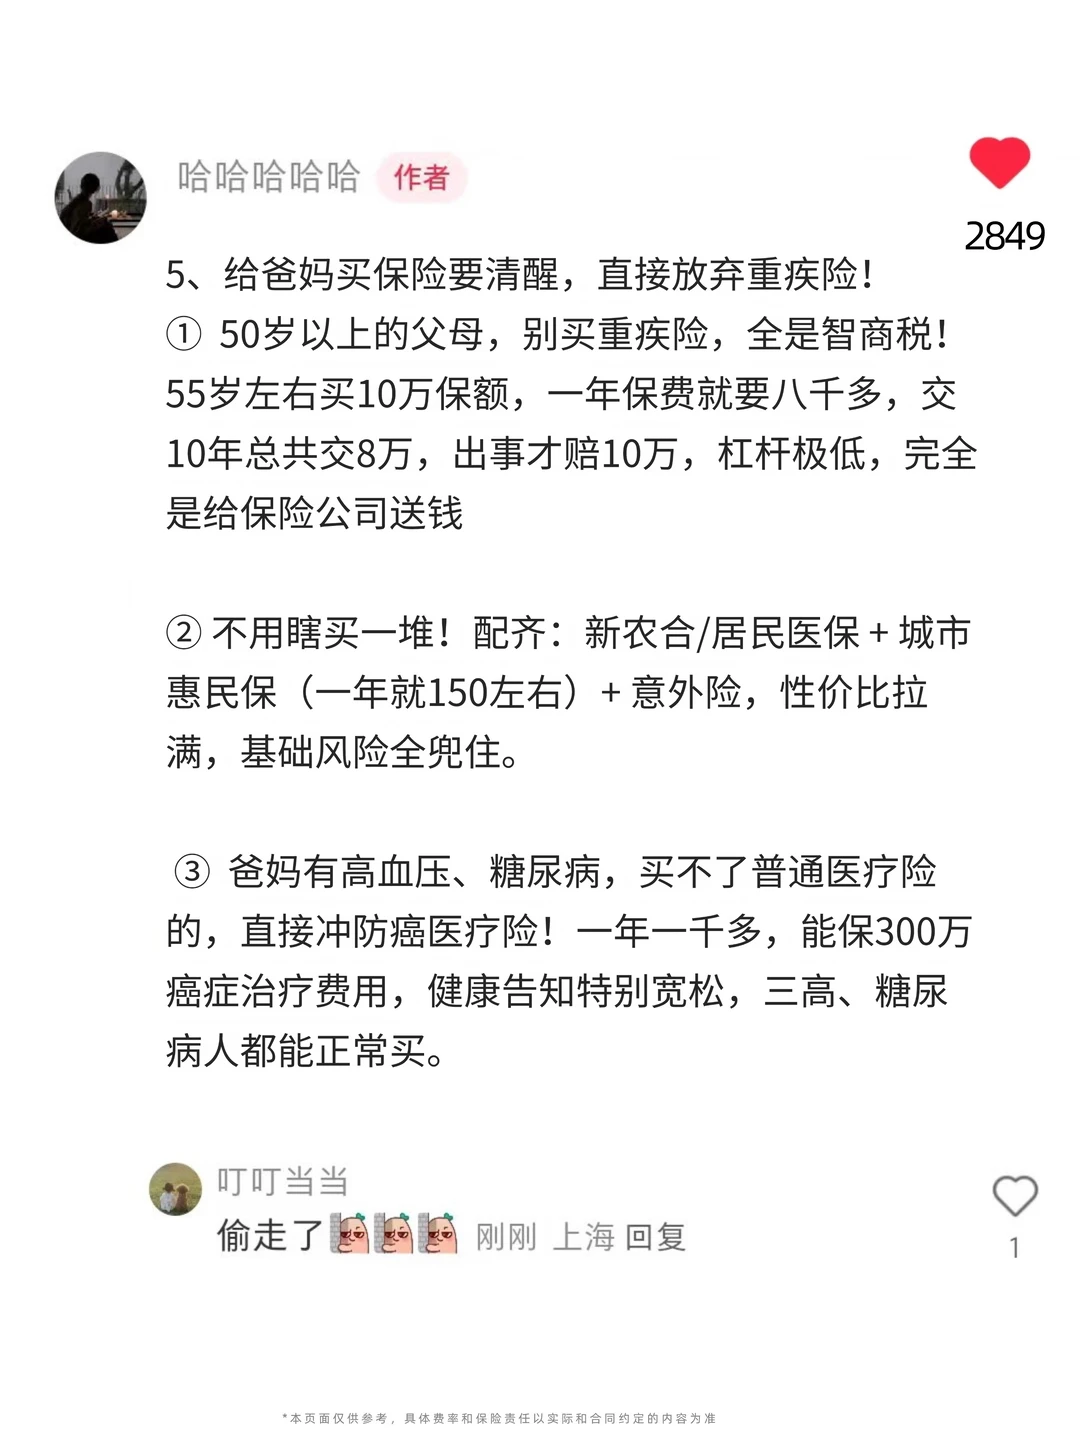 哈哈哈哈哈 作者
2849
5、给爸妈买保险要清醒，直接放弃重疾险！
① 50岁以上的父母，别买重疾险，全是智商税！
55岁左右买10万保额，一年保费就要八千多，交
10年总共交8万，出事才赔10万，杠杆极低，完全
是给保险公司送钱
② 不用瞎买一堆！配齐：新农合/居民医保 + 城市
惠民保（一年就150左右）+ 意外险，性价比拉
满，基础风险全兜住。
③ 爸妈有高血压、糖尿病，买不了普通医疗险
的，直接冲防癌医疗险！一年一千多，能保300万
癌症治疗费用，健康告知特别宽松，三高、糖尿
病人都能正常买。
叮叮当当
偷走了 刚刚 上海 回复
1
*本页面仅供参考，具体费率和保险责任以实际和合同约定的内容为准